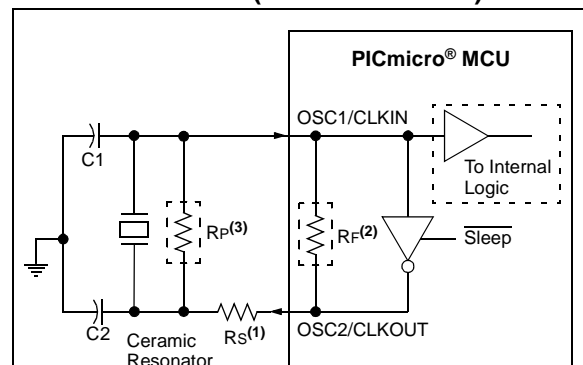 PICmicro® MCU
OSC1/CLKIN
C1
To Internal
Logic
RP(3)
RF(2)
Sleep
C2
Ceramic
Resonator
RS(1)
OSC2/CLKOUT